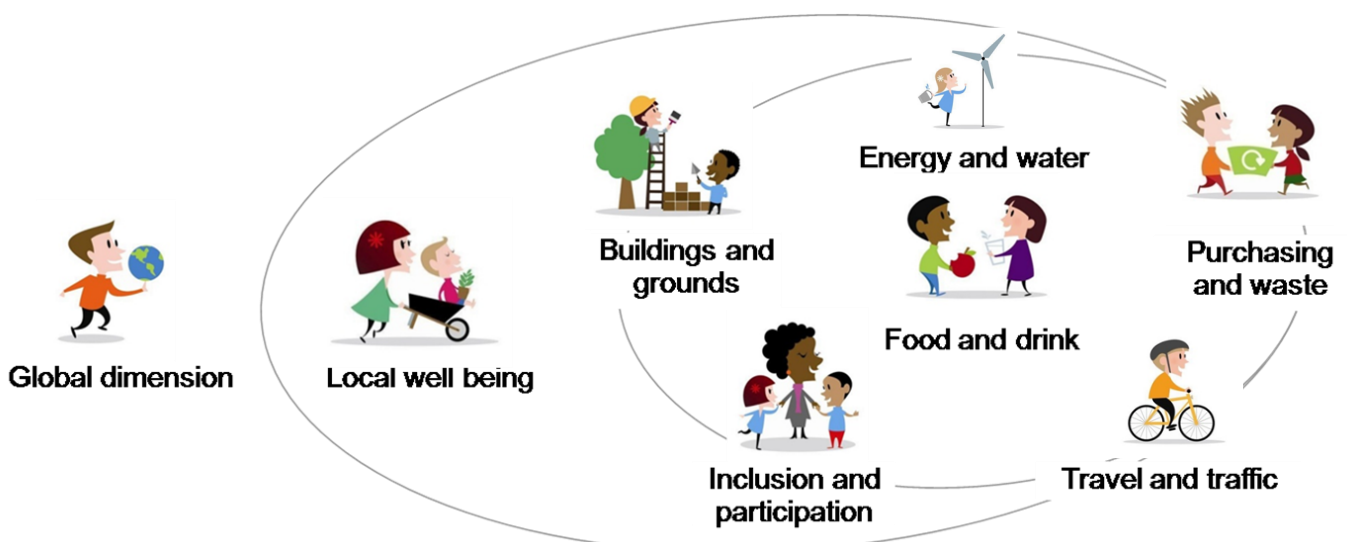 Energy and water
Buildings and
grounds
Purchasing
and waste
Food and drink
Global dimension
Local well being
Inclusion and
participation
Travel and traffic